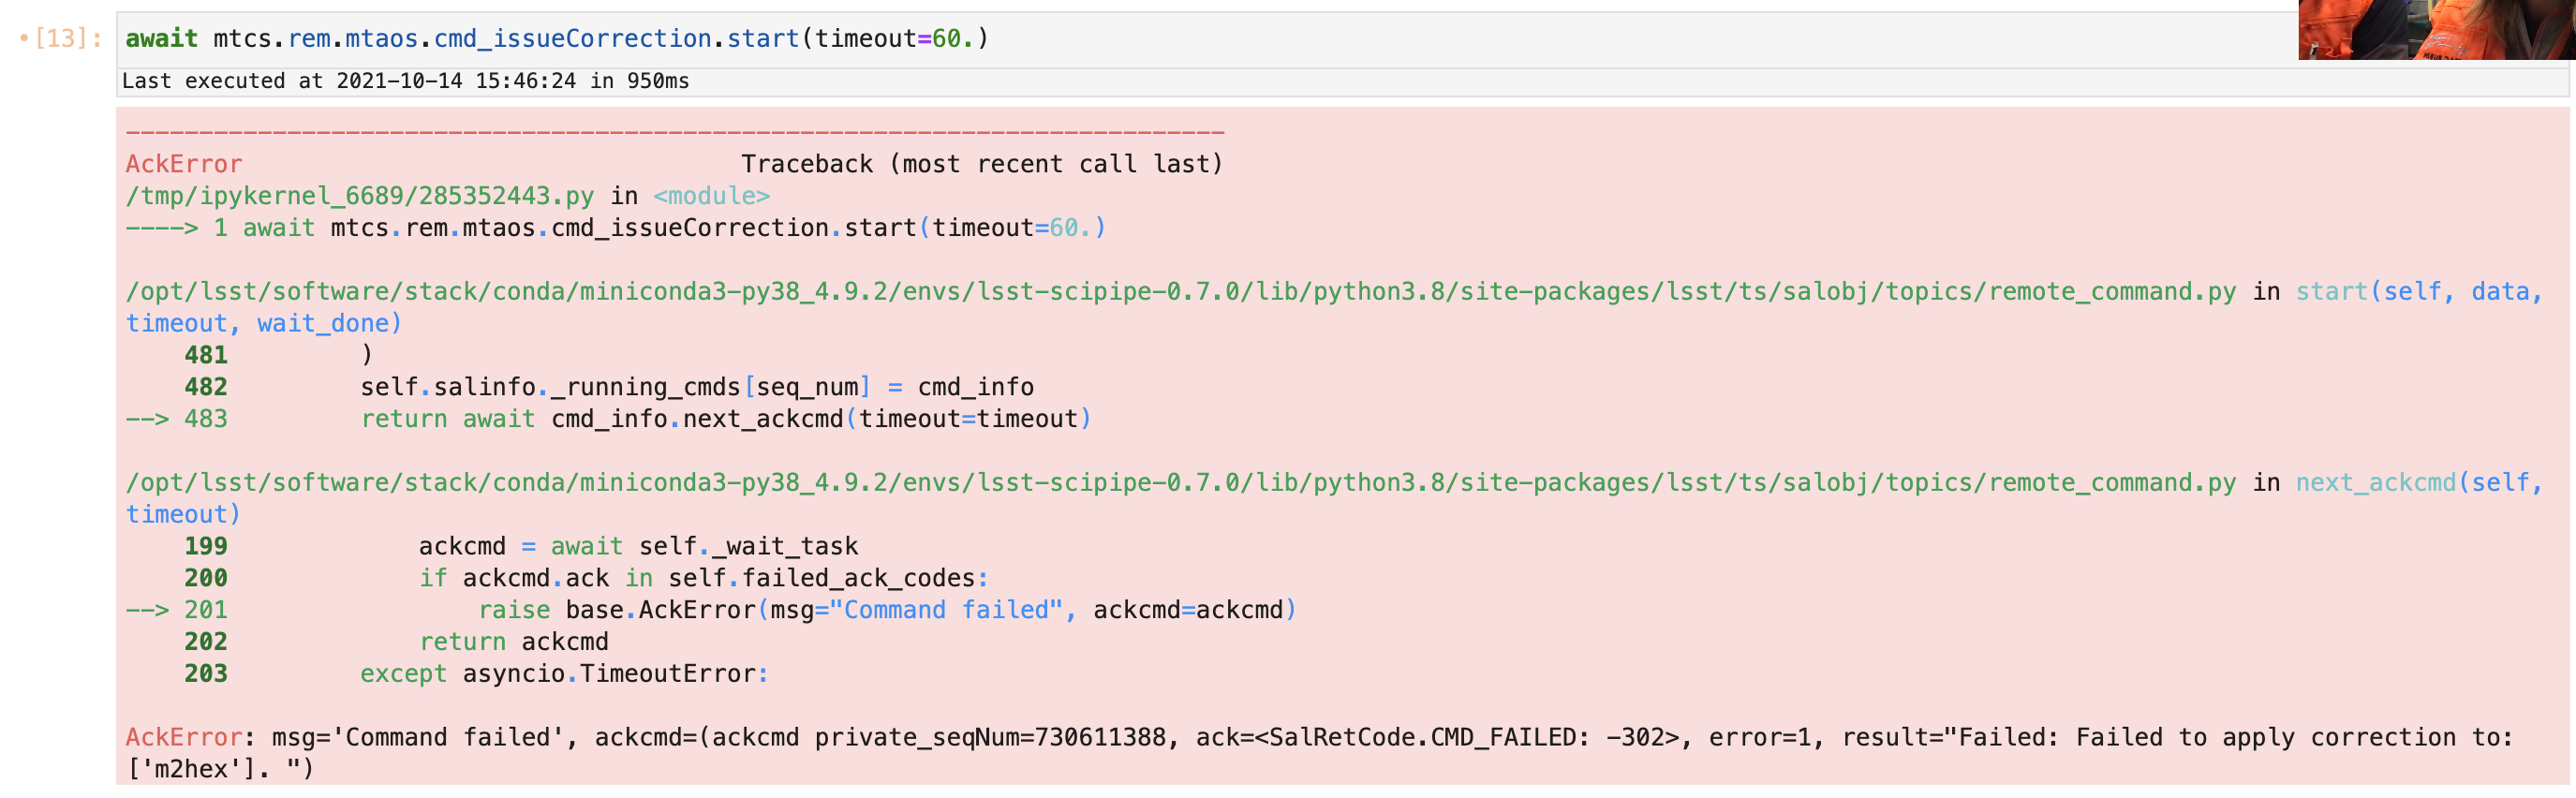 •[13]: await mtcs.rem.mtaos.cmd_issueCorrection.start(timeout=60.)
Last executed at 2021-10-14 15:46:24 in 950ms
---------------------------------------------------------------------------
AckError                                  Traceback (most recent call last)
/tmp/ipykernel_6689/285352443.py in <module>
----> 1 await mtcs.rem.mtaos.cmd_issueCorrection.start(timeout=60.)
/opt/lsst/software/stack/conda/miniconda3-py38_4.9.2/envs/lsst-scipipe-0.7.0/lib/python3.8/site-packages/lsst/ts/salobj/topics/remote_command.py in start(self, data,
timeout, wait_done)
    481         )
    482         self.salinfo._running_cmds[seq_num] = cmd_info
--> 483         return await cmd_info.next_ackcmd(timeout=timeout)
/opt/lsst/software/stack/conda/miniconda3-py38_4.9.2/envs/lsst-scipipe-0.7.0/lib/python3.8/site-packages/lsst/ts/salobj/topics/remote_command.py in next_ackcmd(self,
timeout)
    199             ackcmd = await self._wait_task
    200             if ackcmd.ack in self.failed_ack_codes:
--> 201                 raise base.AckError(msg="Command failed", ackcmd=ackcmd)
    202             return ackcmd
    203         except asyncio.TimeoutError:
AckError: msg='Command failed', ackcmd=(ackcmd private_seqNum=730611388, ack=<SalRetCode.CMD_FAILED: -302>, error=1, result="Failed: Failed to apply correction to:
['m2hex']. ")